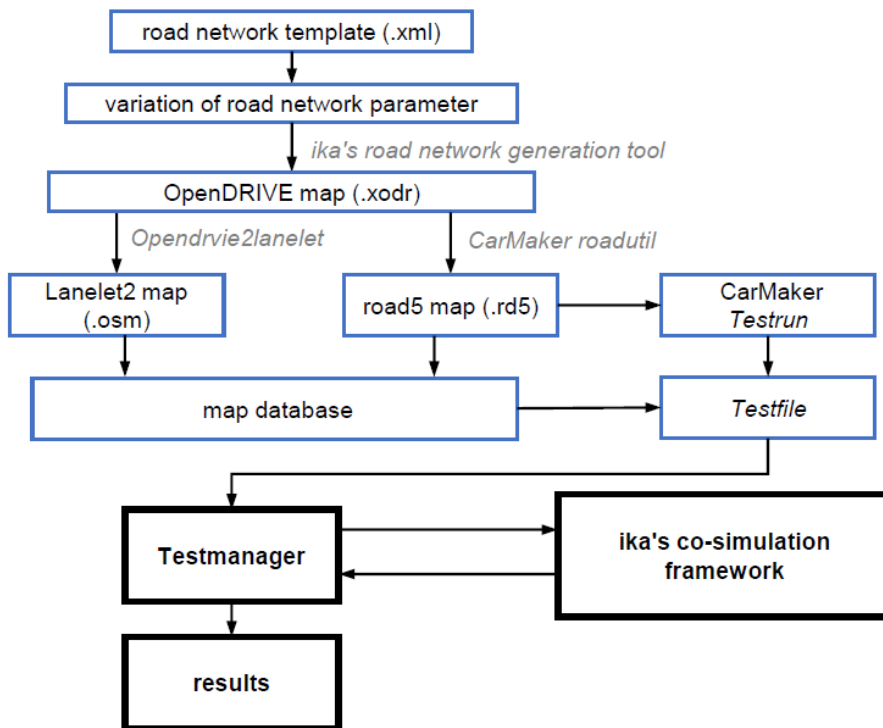 road network template (.xml)
variation of road network parameter
ika's road network generation tool
OpenDRIVE map (.xodr)
Opendrvie2lanelet
CarMaker roadutil
Lanelet2 map
(.osm)
road5 map (.rd5)
CarMaker
Testrun
map database
Testfile
Testmanager
ika's co-simulation
framework
results